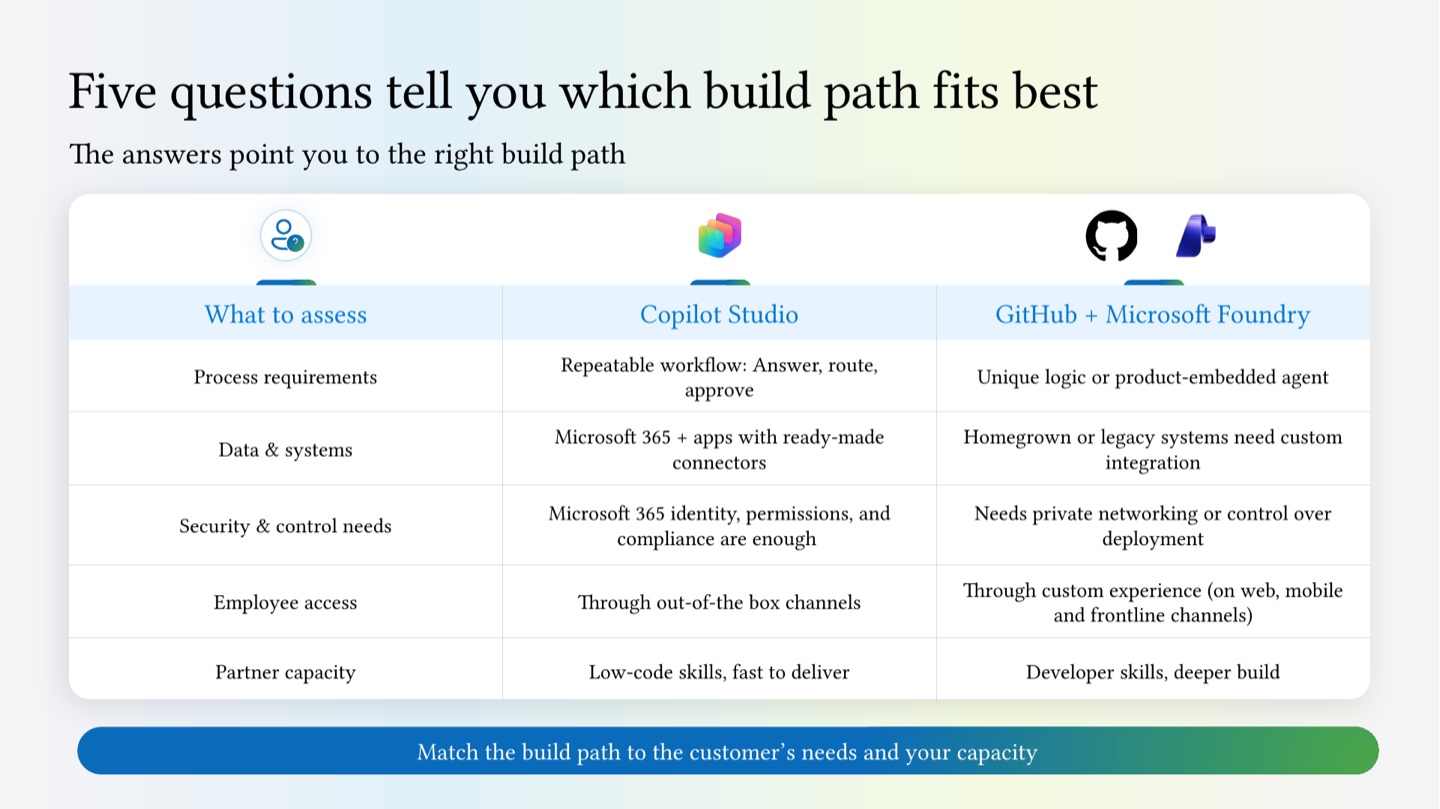 Five questions tell you which build path fits best
The answers point you to the right build path
?
What to assess
Copilot Studio
GitHub + Microsoft Foundry
Process requirements
Repeatable workflow: Answer, route,
approve
Unique logic or product-embedded agent
Data & systems
Microsoft 365 + apps with ready-made
connectors
Homegrown or legacy systems need custom
integration
Security & control needs
Microsoft 365 identity, permissions, and
compliance are enough
Needs private networking or control over
deployment
Employee access
Through out-of-the box channels
Through custom experience (on web, mobile
and frontline channels)
Partner capacity
Low-code skills, fast to deliver
Developer skills, deeper build
Match the build path to the customer’s needs and your capacity